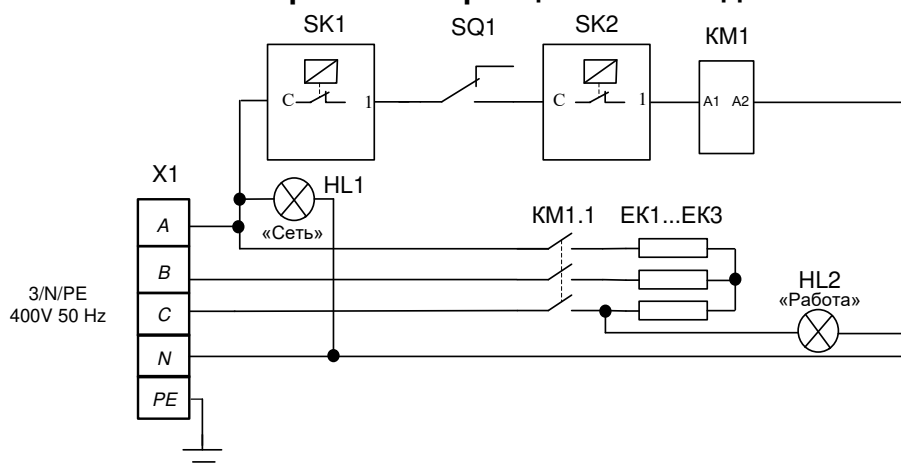 SK1
SQ1
SK2
KM1
C
1
C
1
A1 A2
X1
HL1
«Сеть»
A
B
C
N
PE
3/N/PE
400V 50 Hz
KM1.1
EK1...EK3
HL2
«Работа»